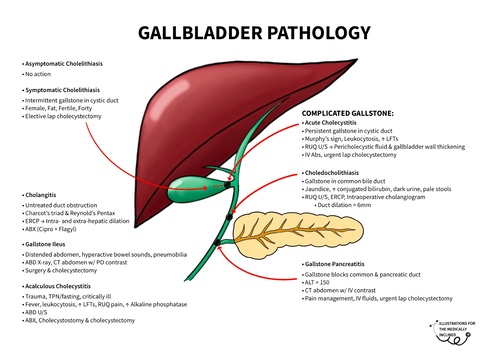 GALLBLADDER PATHOLOGY
• Asymptomatic Cholelithiasis
• No action
• Symptomatic Cholelithiasis
• Intermittent gallstone in cystic duct
• Female, Fat, Fertile, Forty
• Elective lap cholecystectomy
COMPLICATED GALLSTONE:
• Acute Cholecystitis
• Persistent gallstone in cystic duct
• Murphy's sign, Leukocytosis, ↑ LFTs
• RUQ U/S → Pericholecystic fluid & gallbladder wall thickening
• IV Abs, urgent lap cholecystectomy
• Choledocholithiasis
• Gallstone in common bile duct
• Jaundice, ↑ conjugated bilirubin, dark urine, pale stools
• RUQ U/S, ERCP, Intraoperative cholangiogram
• Duct dilation > 6mm
• Cholangitis
• Untreated duct obstruction
• Charcot's triad & Reynold's Pentax
• ERCP → Intra- and extra-hepatic dilation
• ABX (Cipro + Flagyl)
• Gallstone Ileus
• Distended abdomen, hyperactive bowel sounds, pneumobilia
• ABD X-ray, CT abdomen w/ PO contrast
• Surgery & cholecystectomy
• Acalculous Cholecystitis
• Trauma, TPN/fasting, critically ill
• Fever, leukocytosis, ↑ LFTs, RUQ pain, ↑ Alkaline phosphatase
• ABD U/S
• ABX, Cholecystostomy & cholecystectomy
Gallstone Pancreatitis
• Gallstone blocks common & pancreatic duct
• ALT > 150
• CT abdomen w/ IV contrast
• Pain management, IV fluids, urgent lap cholecystectomy
ILLUSTRATIONS FOR
THE MEDICALLY
INCLINED